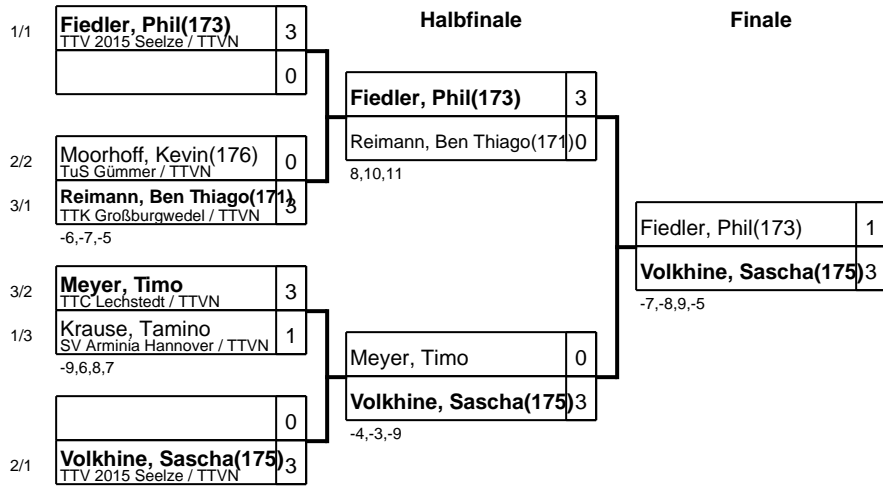 Halbfinale
Finale
1/1
Fiedler, Phil(173)
3
TTV 2015 Seelze / TTVN
0
2/2
Moorhoff, Kevin(176)
0
TuS Gümmer / TTVN
3/1
Reimann, Ben Thiago(171)
3
TTK Großburgwedel / TTVN
-6,-7,-5
3/2
Meyer, Timo
3
TTC Lechstedt / TTVN
1/3
Krause, Tamino
1
SV Arminia Hannover / TTVN
-9,6,8,7
0
2/1
Volkhine, Sascha(175)
3
TTV 2015 Seelze / TTVN
Fiedler, Phil(173)
3
Reimann, Ben Thiago(171)
0
8,10,11
Meyer, Timo
0
Volkhine, Sascha(175)
3
-4,-3,-9
Fiedler, Phil(173)
1
Volkhine, Sascha(175)
3
-7,-8,9,-5